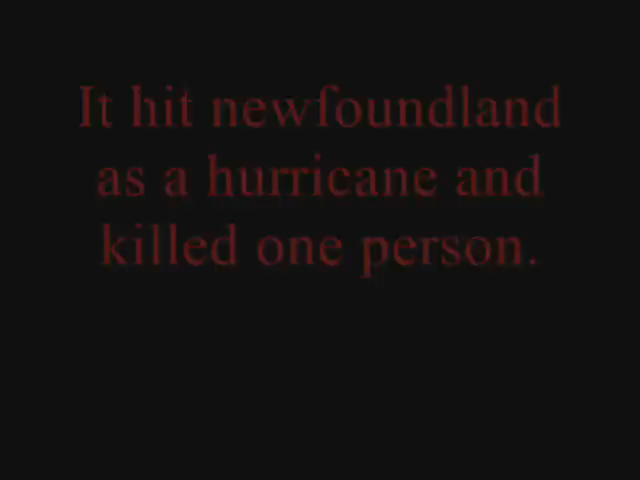 It hit newfoundland
as a hurricane and
killed one person.